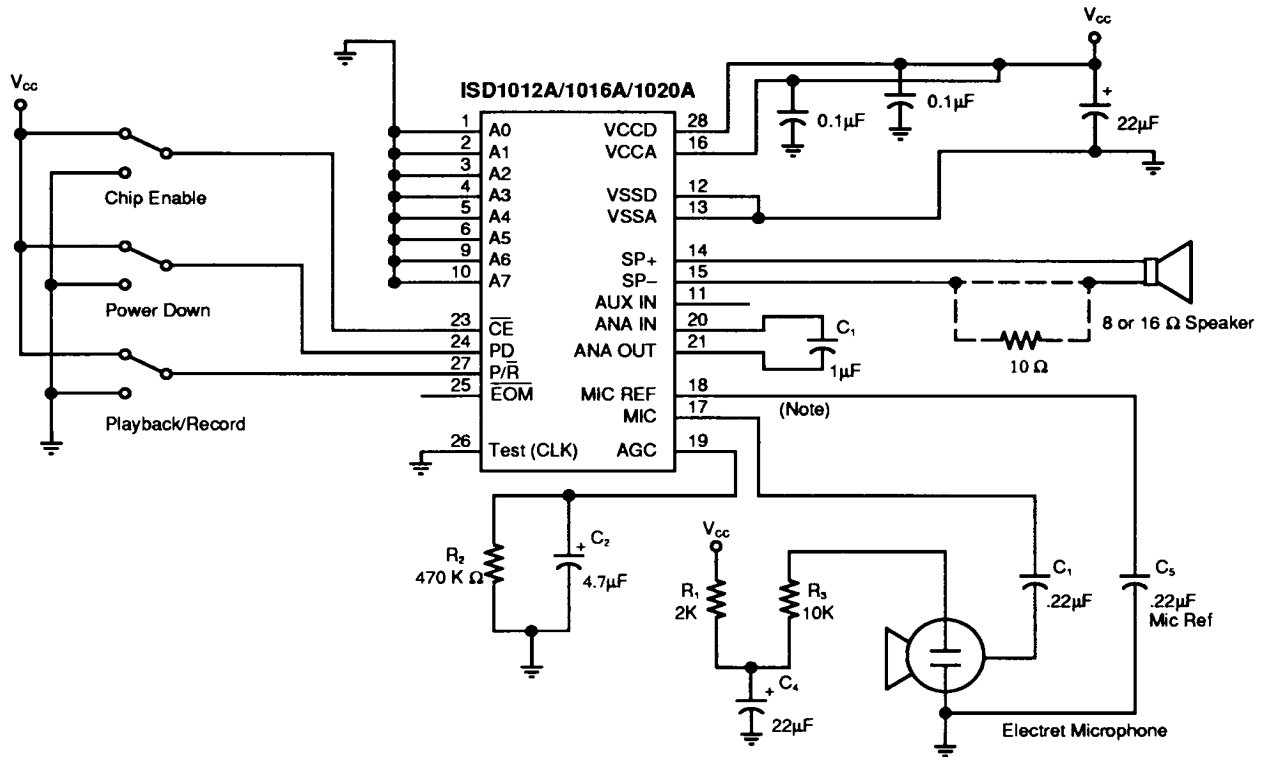 Vcc
Vcc
ISD1012A/1016A/1020A
0.1µF
0.1µF
+
22µF
Chip Enable
Power Down
Playback/Record
1 A0
2 A1
3 A2
4 A3
5 A4
6 A5
9 A6
10 A7
23 CE
24 PD
27 P/R
25 EOM
26 Test (CLK)
VCCD 28
VCCA 16
VSSD 12
VSSA 13
SP+ 14
SP– 15
AUX IN 11
ANA IN 20
ANA OUT 21
MIC REF 18
MIC 17
AGC 19
C₁
1µF
(Note)
8 or 16 Ω Speaker
10 Ω
R₂
470 K Ω
+
C₂
4.7µF
Vcc
R₁
2K
R₃
10K
+
C₄
22µF
C₁
.22µF
C₅
.22µF
Mic Ref
Electret Microphone